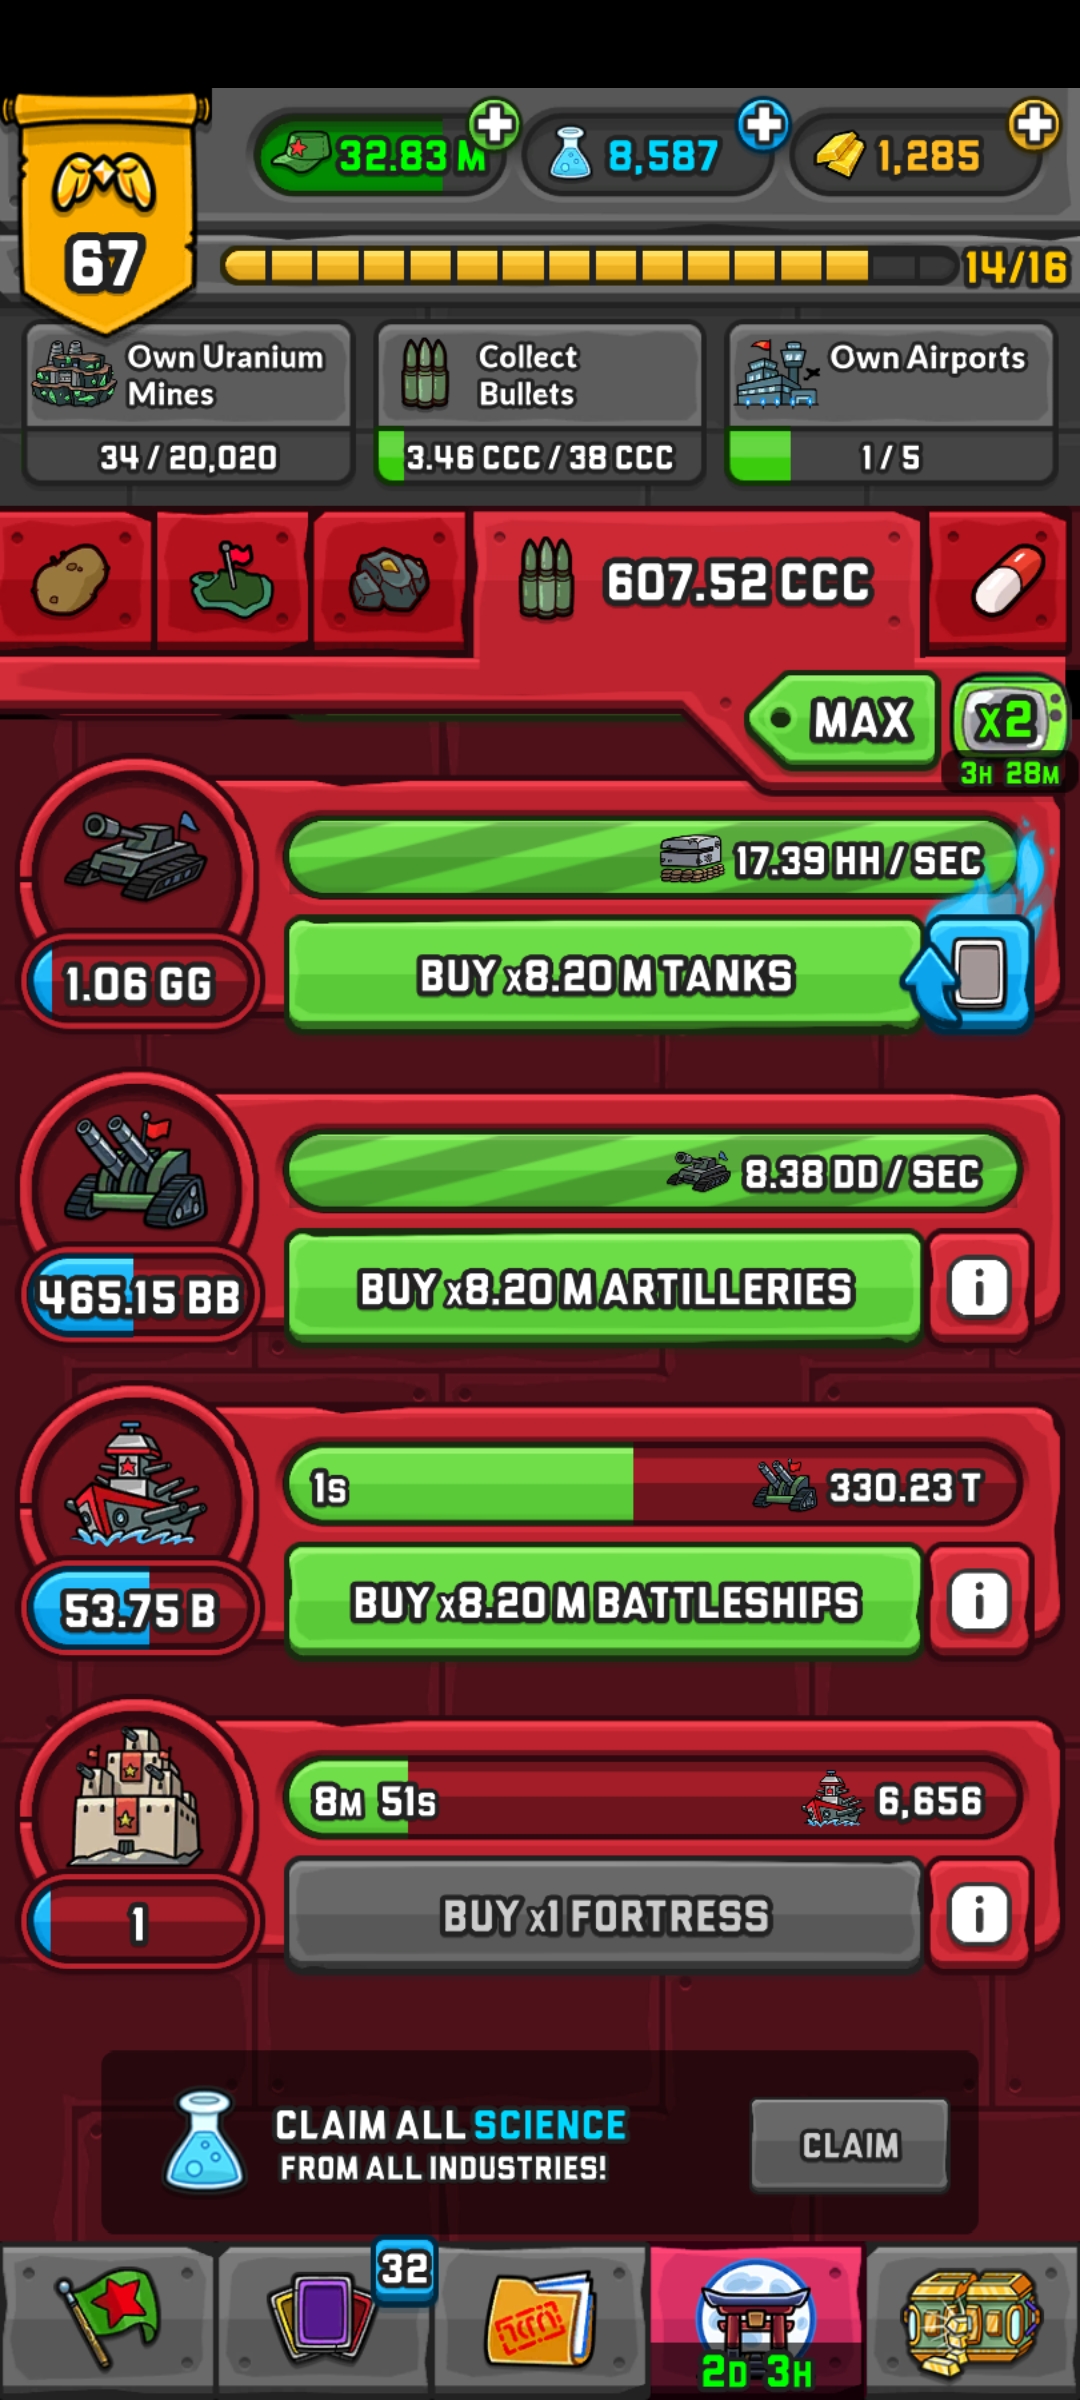 32.83 M
8,587
1,285
67
14/16
Own Uranium
Mines
34 / 20,020
Collect
Bullets
3.46 CCC / 38 CCC
Own Airports
1 / 5
607.52 CCC
MAX
x2
3H 28M
17.39 HH / SEC
1.06 GG
BUY x8.20 M TANKS
8.38 DD / SEC
465.15 BB
BUY x8.20 M ARTILLERIES
1s
330.23 T
53.75 B
BUY x8.20 M BATTLESHIPS
8M 51s
6,656
1
BUY x1 FORTRESS
CLAIM ALL SCIENCE
FROM ALL INDUSTRIES!
CLAIM
32
2D 3H